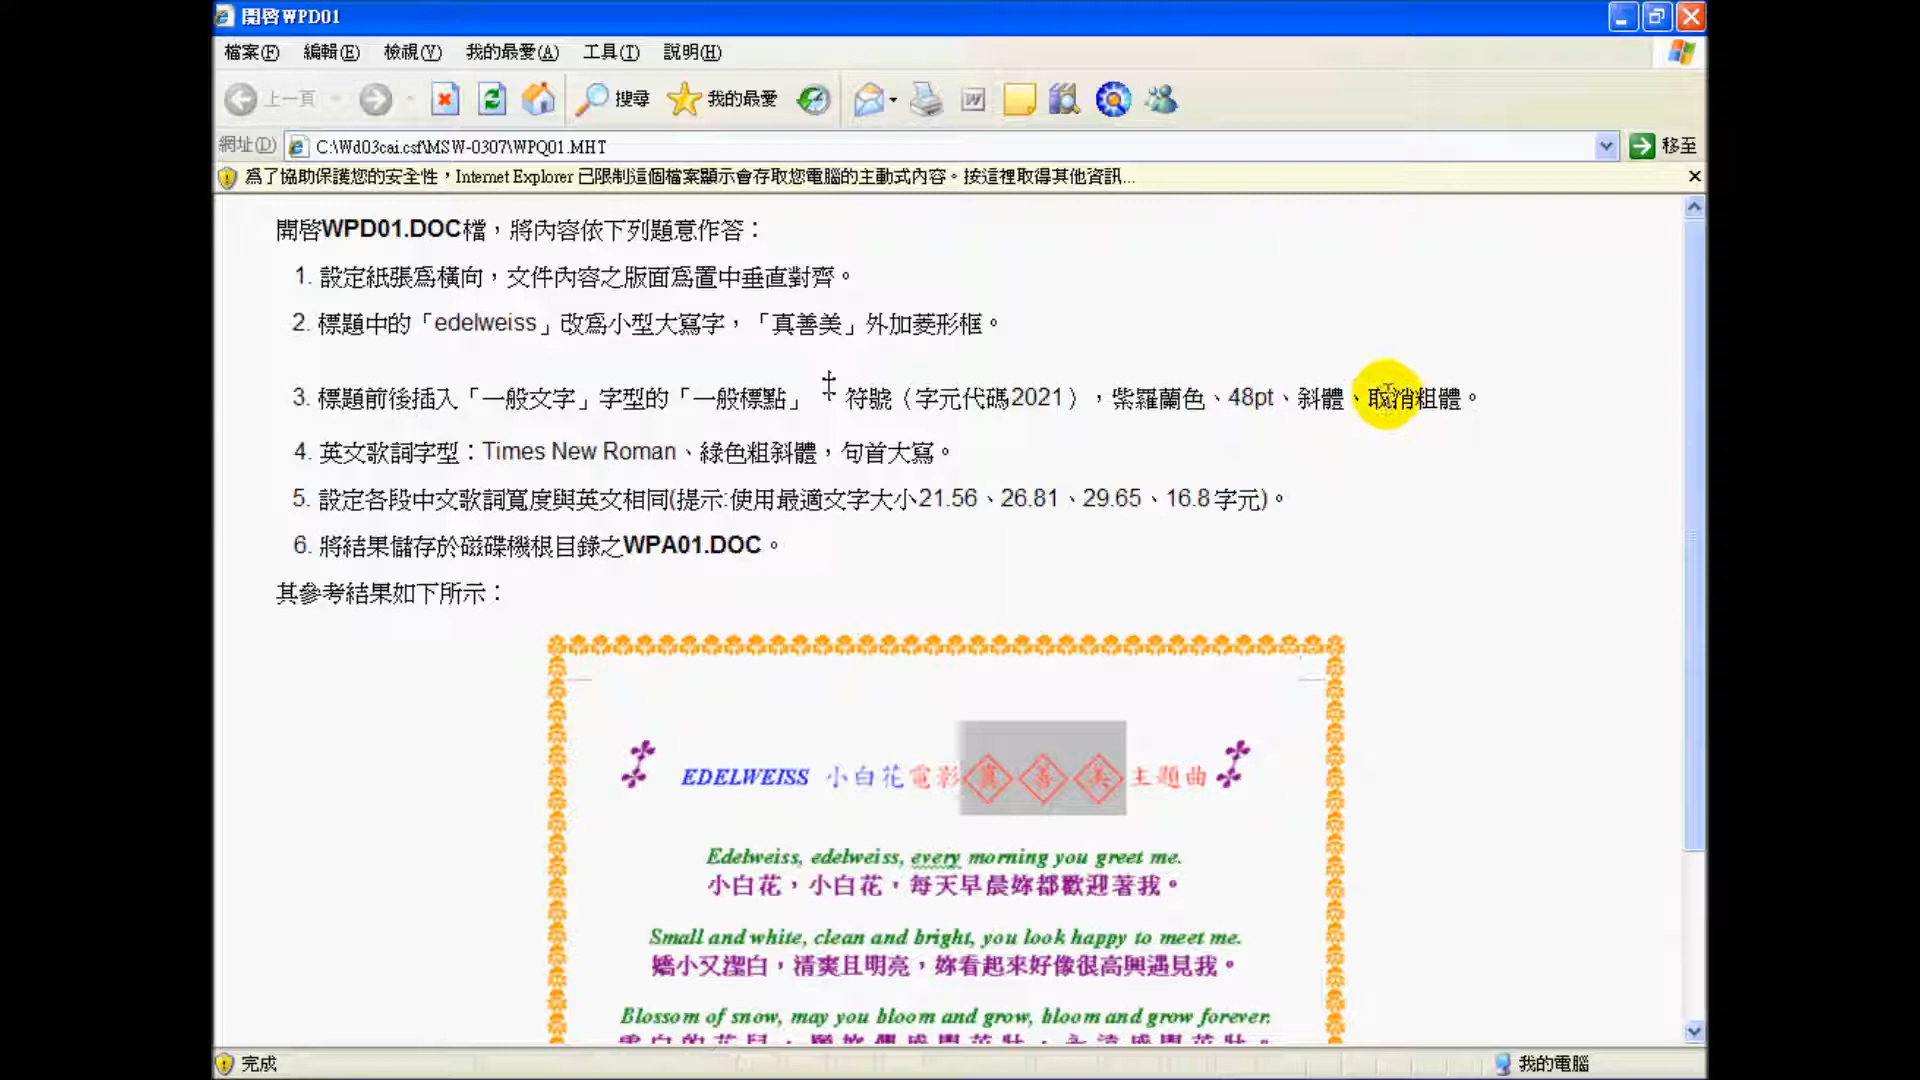 開啓WPD01
檔案(F) 編輯(E) 檢視(V) 我的最愛(A) 工具(T) 說明(H)
上一頁 搜尋 我的最愛
網址(D) C:\Wd03cai.csf\MSW-0307\WPQ01.MHT 移至
爲了協助保護您的安全性，Internet Explorer 已限制這個檔案顯示會存取您電腦的主動式內容。按這裡取得其他資訊...
開啓WPD01.DOC檔，將內容依下列題意作答：
1. 設定紙張爲橫向，文件內容之版面爲置中垂直對齊。
2. 標題中的「edelweiss」改爲小型大寫字，「真善美」外加菱形框。
3. 標題前後插入「一般文字」字型的「一般標點」‡符號（字元代碼2021），紫羅蘭色、48pt、斜體、取消粗體。
4. 英文歌詞字型：Times New Roman、綠色粗斜體，句首大寫。
5. 設定各段中文歌詞寬度與英文相同(提示:使用最適文字大小21.56、26.81、29.65、16.8字元)。
6. 將結果儲存於磁碟機根目錄之WPA01.DOC。
其參考結果如下所示：
‡ EDELWEISS 小白花電影真善美主題曲 ‡
Edelweiss, edelweiss, every morning you greet me.
小白花，小白花，每天早晨妳都歡迎著我。
Small and white, clean and bright, you look happy to meet me.
嬌小又潔白，清爽且明亮，妳看起來好像很高興遇見我。
Blossom of snow, may you bloom and grow, bloom and grow forever.
完成 我的電腦